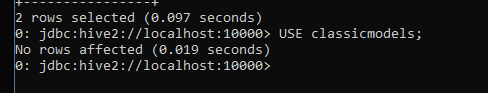 +----------------+
2 rows selected (0.097 seconds)
0: jdbc:hive2://localhost:10000> USE classicmodels;
No rows affected (0.019 seconds)
0: jdbc:hive2://localhost:10000>